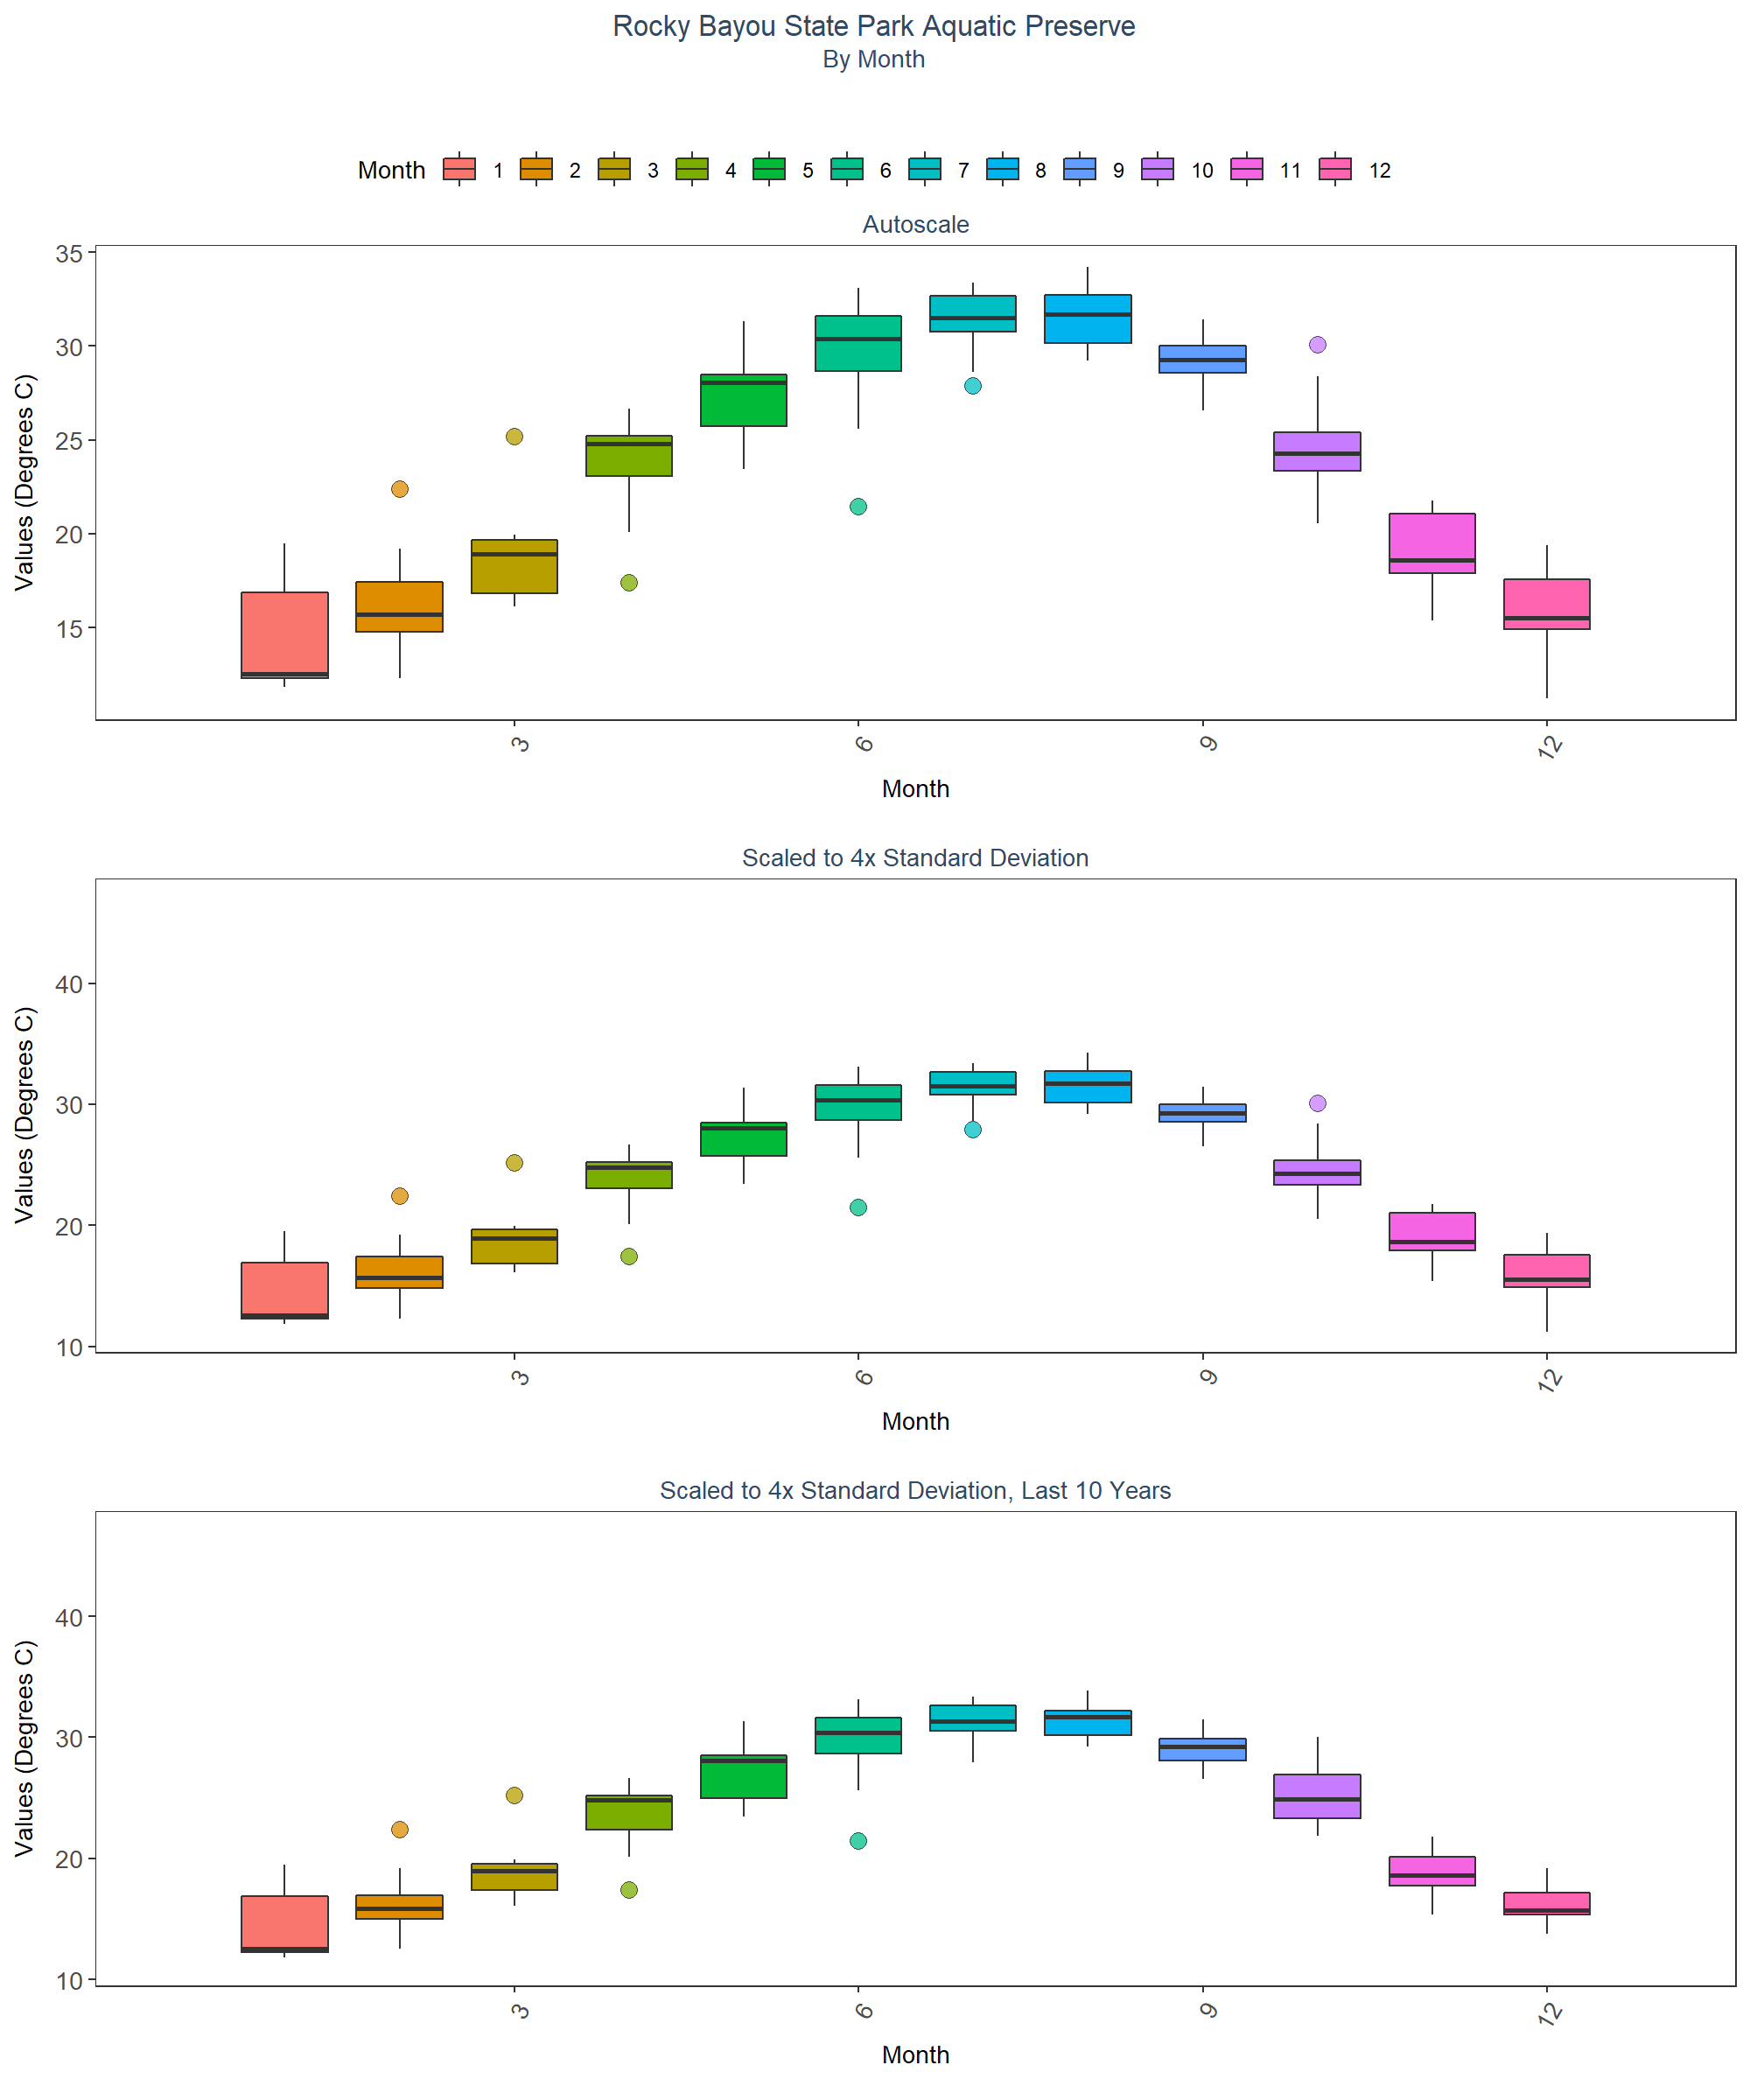 Rocky Bayou State Park Aquatic Preserve
By Month
Month 1 2 3 4 5 6 7 8 9 10 11 12
Autoscale
Values (Degrees C)
35
30
25
20
15
3 6 9 12
Month
Scaled to 4x Standard Deviation
Values (Degrees C)
40
30
20
10
3 6 9 12
Month
Scaled to 4x Standard Deviation, Last 10 Years
Values (Degrees C)
40
30
20
10
3 6 9 12
Month